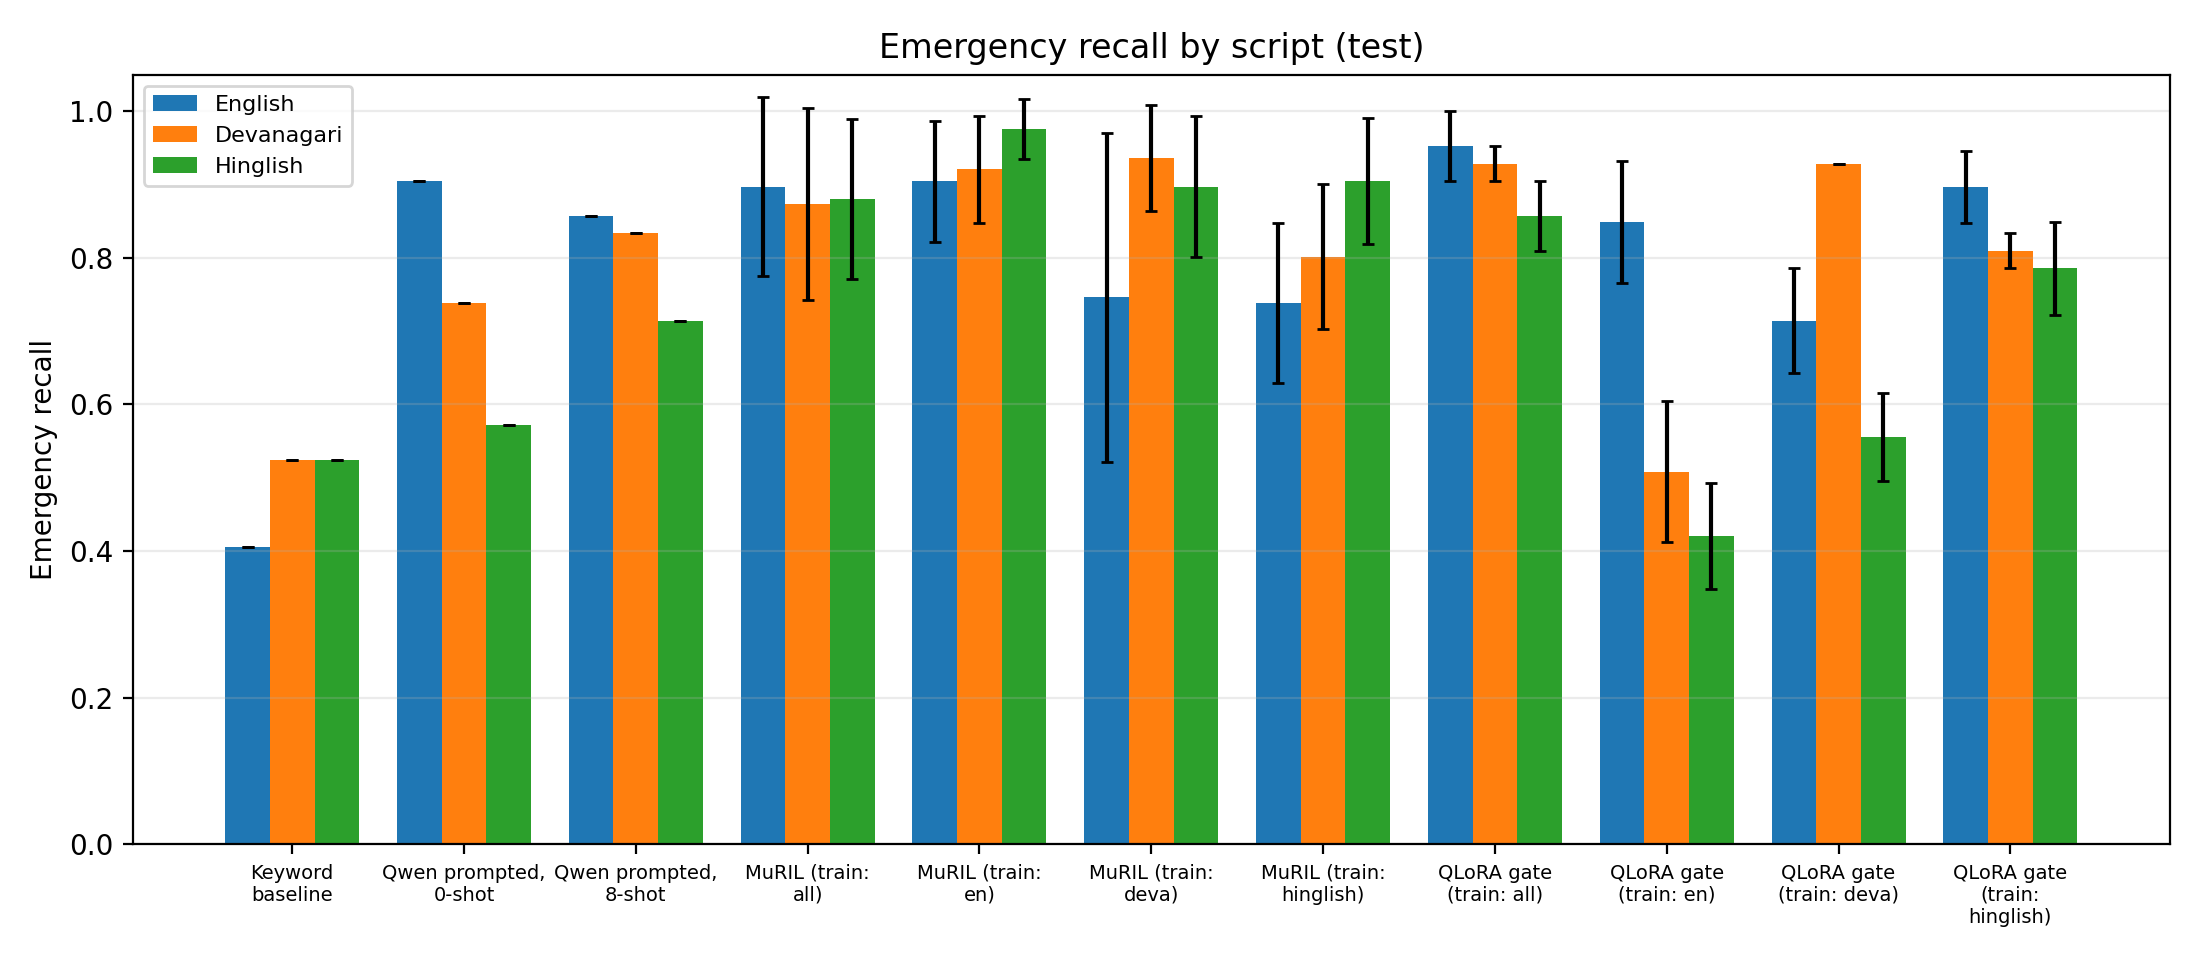 Emergency recall by script (test)
English
Devanagari
Hinglish
Emergency recall
1.0
0.8
0.6
0.4
0.2
0.0
Keyword
baseline
Qwen prompted,
0-shot
Qwen prompted,
8-shot
MuRIL (train:
all)
MuRIL (train:
en)
MuRIL (train:
deva)
MuRIL (train:
hinglish)
QLoRA gate
(train: all)
QLoRA gate
(train: en)
QLoRA gate
(train: deva)
QLoRA gate
(train:
hinglish)